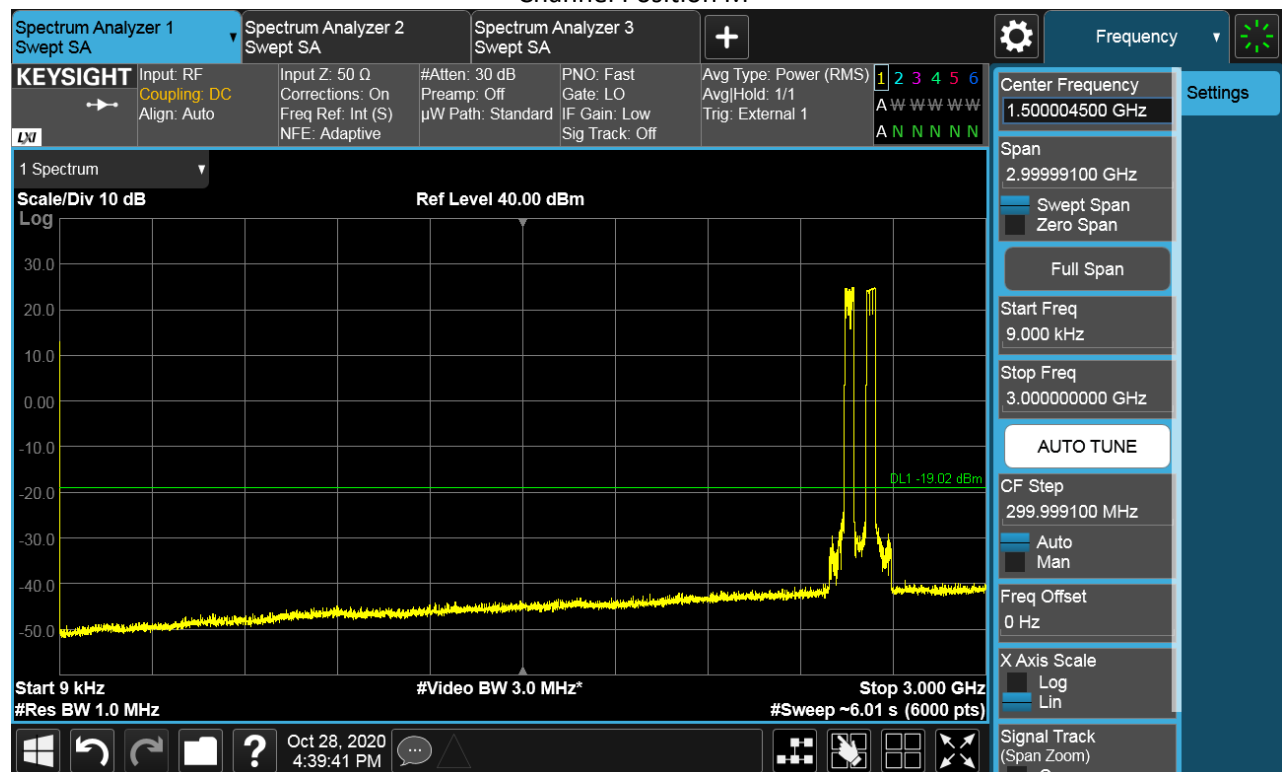 Channel Position M
Spectrum Analyzer 1
Swept SA
Spectrum Analyzer 2
Swept SA
Spectrum Analyzer 3
Swept SA
Frequency
KEYSIGHT
LXI
Input: RF
Coupling: DC
Align: Auto
Input Z: 50 Ω
Corrections: On
Freq Ref: Int (S)
NFE: Adaptive
#Atten: 30 dB
Preamp: Off
µW Path: Standard
PNO: Fast
Gate: LO
IF Gain: Low
Sig Track: Off
Avg Type: Power (RMS)
Avg|Hold: 1/1
Trig: External 1
1 2 3 4 5 6
A W W W W W
A N N N N N
1 Spectrum
Scale/Div 10 dB
Ref Level 40.00 dBm
Log
30.0
20.0
10.0
0.00
-10.0
-20.0
-30.0
-40.0
-50.0
DL1 -19.02 dBm
Start 9 kHz
#Video BW 3.0 MHz*
Stop 3.000 GHz
#Res BW 1.0 MHz
#Sweep ~6.01 s (6000 pts)
Center Frequency
1.500004500 GHz
Settings
Span
2.99999100 GHz
Swept Span
Zero Span
Full Span
Start Freq
9.000 kHz
Stop Freq
3.000000000 GHz
AUTO TUNE
CF Step
299.999100 MHz
Auto
Man
Freq Offset
0 Hz
X Axis Scale
Log
Lin
Signal Track
(Span Zoom)
?
Oct 28, 2020
4:39:41 PM